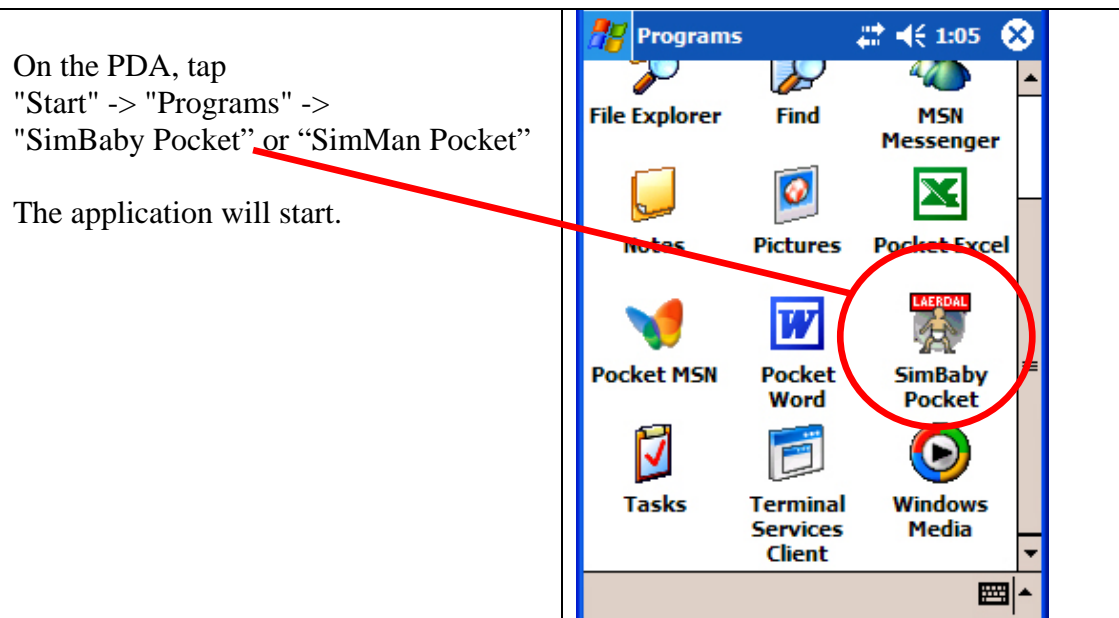 On the PDA, tap
"Start" -> "Programs" ->
"SimBaby Pocket” or “SimMan Pocket”
The application will start.
Programs 1:05
File Explorer Find MSN
Messenger
Notes Pictures Pocket Excel
LAERDAL
Pocket MSN Pocket SimBaby
Word Pocket
Tasks Terminal Windows
Services Media
Client